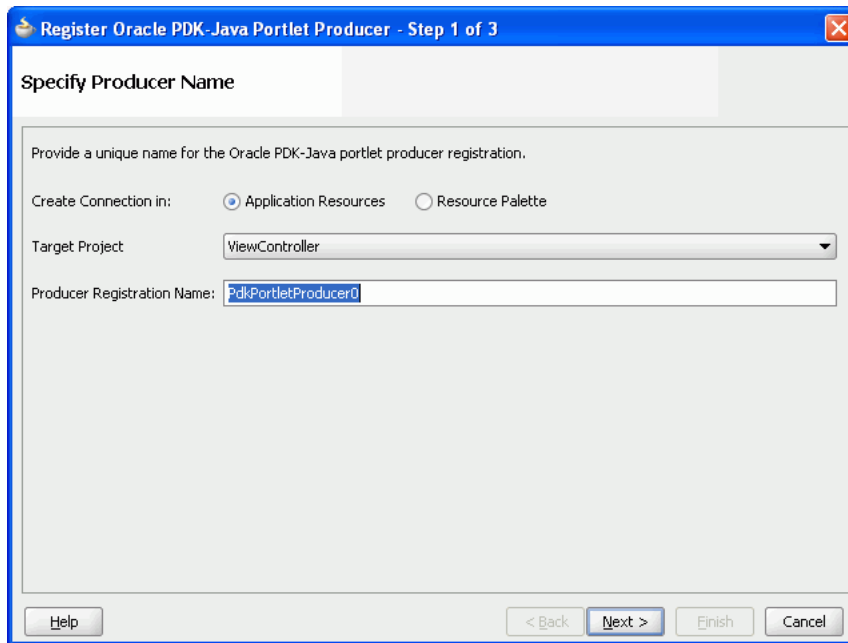 Register Oracle PDK-Java Portlet Producer - Step 1 of 3
Specify Producer Name
Provide a unique name for the Oracle PDK-Java portlet producer registration.
Create Connection in: Application Resources Resource Palette
Target Project ViewController
Producer Registration Name: PdkPortletProducer0
Help < Back Next > Finish Cancel